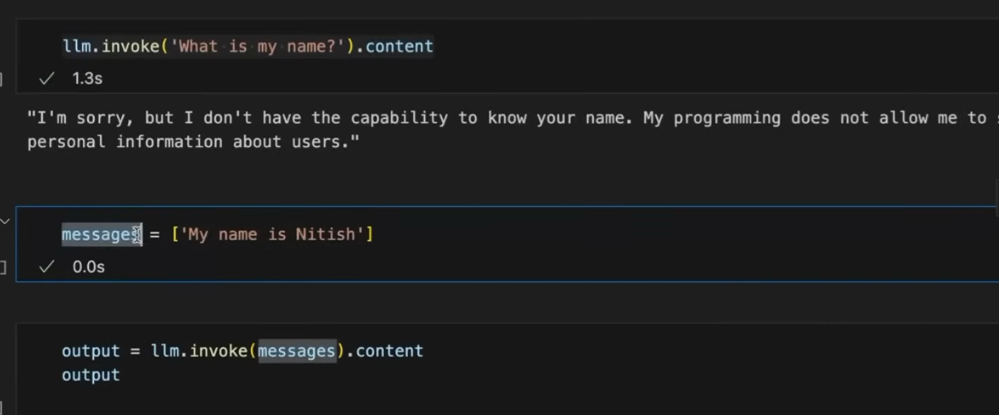 llm.invoke('What is my name?').content
1.3s
"I'm sorry, but I don't have the capability to know your name. My programming does not allow me to
personal information about users."
messages = ['My name is Nitish']
0.0s
output = llm.invoke(messages).content
output